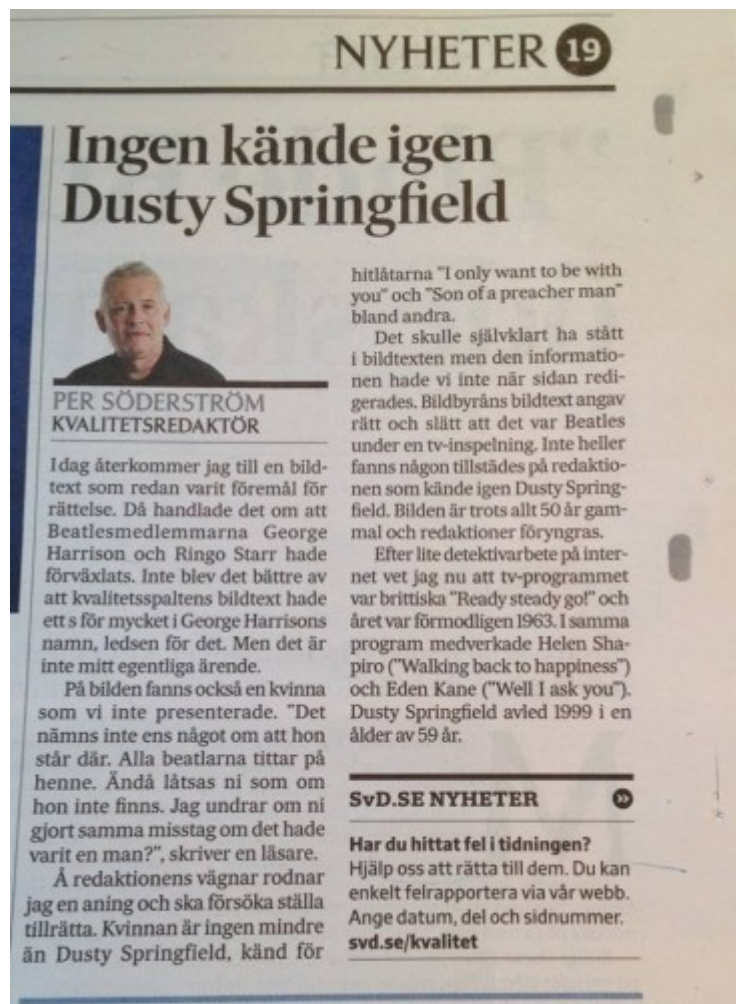 NYHETER 19
Ingen kände igen
Dusty Springfield
PER SÖDERSTRÖM
KVALITETSREDAKTÖR
Idag återkommer jag till en bild-
text som redan varit föremål för
rättelse. Då handlade det om att
Beatlesmedlemmarna George
Harrison och Ringo Starr hade
förväxlats. Inte blev det bättre av
att kvalitetsspaltens bildtext hade
ett s för mycket i George Harrisons
namn, ledsen för det. Men det är
inte mitt egentliga ärende.
På bilden fanns också en kvinna
som vi inte presenterade. "Det
nämns inte ens något om att hon
står där. Alla beatlarna tittar på
henne. Ändå låtsas ni som om
hon inte finns. Jag undrar om ni
gjort samma misstag om det hade
varit en man?", skriver en läsare.
Å redaktionens vägnar rodnar
jag en aning och ska försöka ställa
tillrätta. Kvinnan är ingen mindre
än Dusty Springfield, känd för
hitlåtarna "I only want to be with
you" och "Son of a preacher man"
bland andra.
Det skulle självklart ha stått
i bildtexten men den informatio-
nen hade vi inte när sidan redi-
gerades. Bildbyråns bildtext angav
rätt och slätt att det var Beatles
under en tv-inspelning. Inte heller
fanns någon tillstädes på redaktio-
nen som kände igen Dusty Spring-
field. Bilden är trots allt 50 år gam-
mal och redaktioner föryngras.
Efter lite detektivarbete på inter-
net vet jag nu att tv-programmet
var brittiska "Ready steady go!" och
året var förmodligen 1963. I samma
program medverkade Helen Sha-
piro ("Walking back to happiness")
och Eden Kane ("Well I ask you").
Dusty Springfield avled 1999 i en
ålder av 59 år.
SvD.SE NYHETER
Har du hittat fel i tidningen?
Hjälp oss att rätta till dem. Du kan
enkelt felrapportera via vår webb.
Ange datum, del och sidnummer.
svd.se/kvalitet